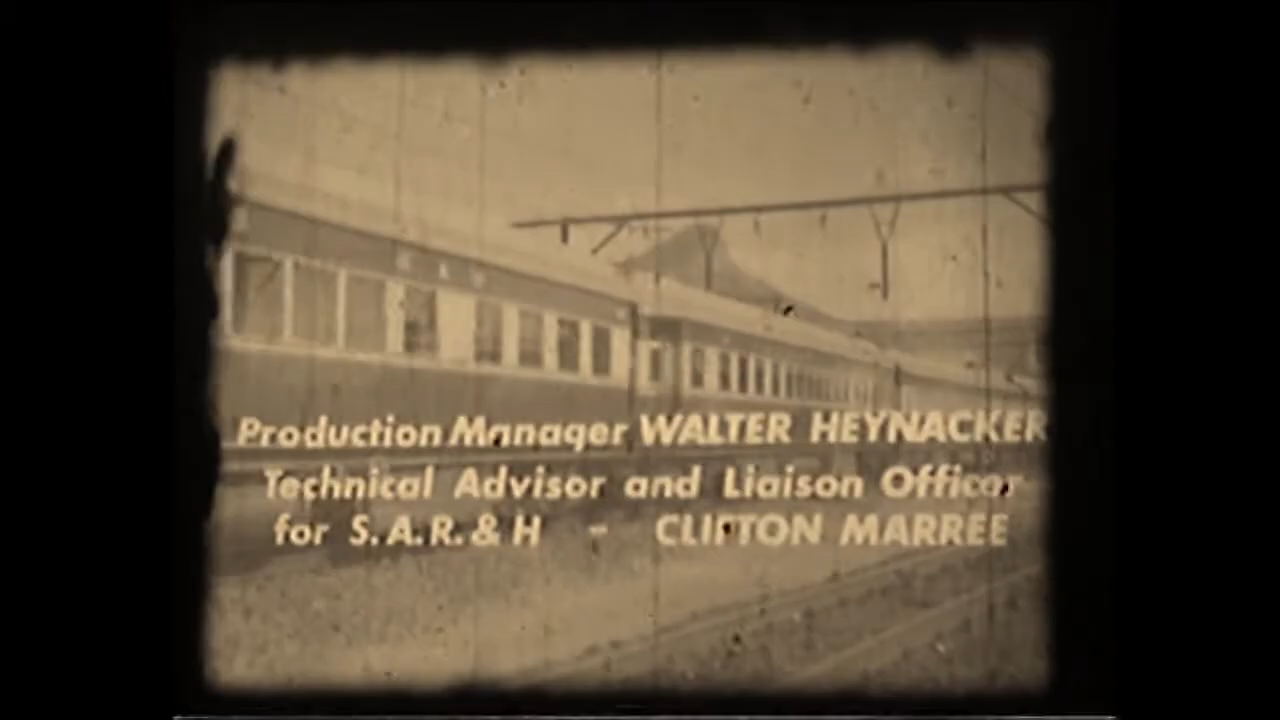 Production Manager WALTER HEYNACKER
Technical Advisor and Liaison Officer
for S.A.R. & H - CLIFTON MARREE